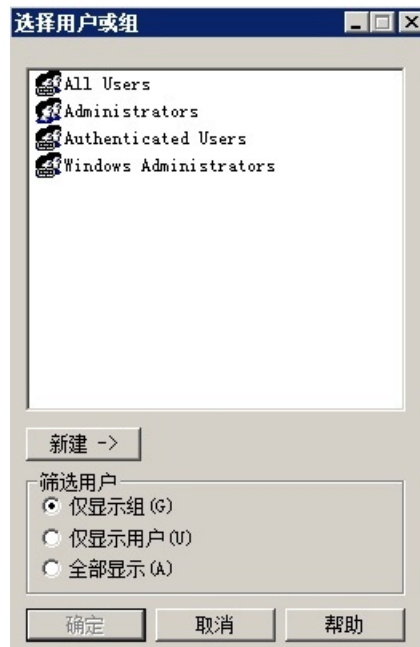 选择用户或组
All Users
Administrators
Authenticated Users
Windows Administrators
新建 ->
筛选用户
仅显示组(G)
仅显示用户(U)
全部显示(A)
确定 取消 帮助